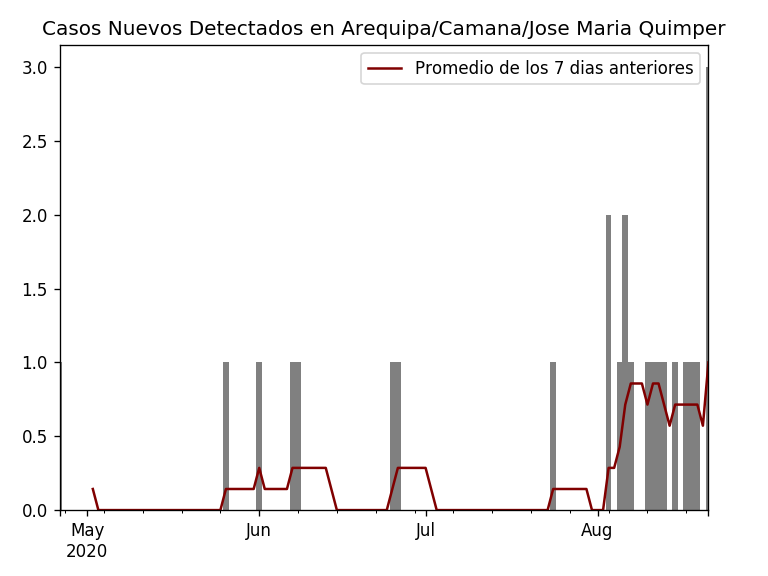 Casos Nuevos Detectados en Arequipa/Camana/Jose Maria Quimper
Promedio de los 7 dias anteriores
3.0
2.5
2.0
1.5
1.0
0.5
0.0
May Jun Jul Aug
2020